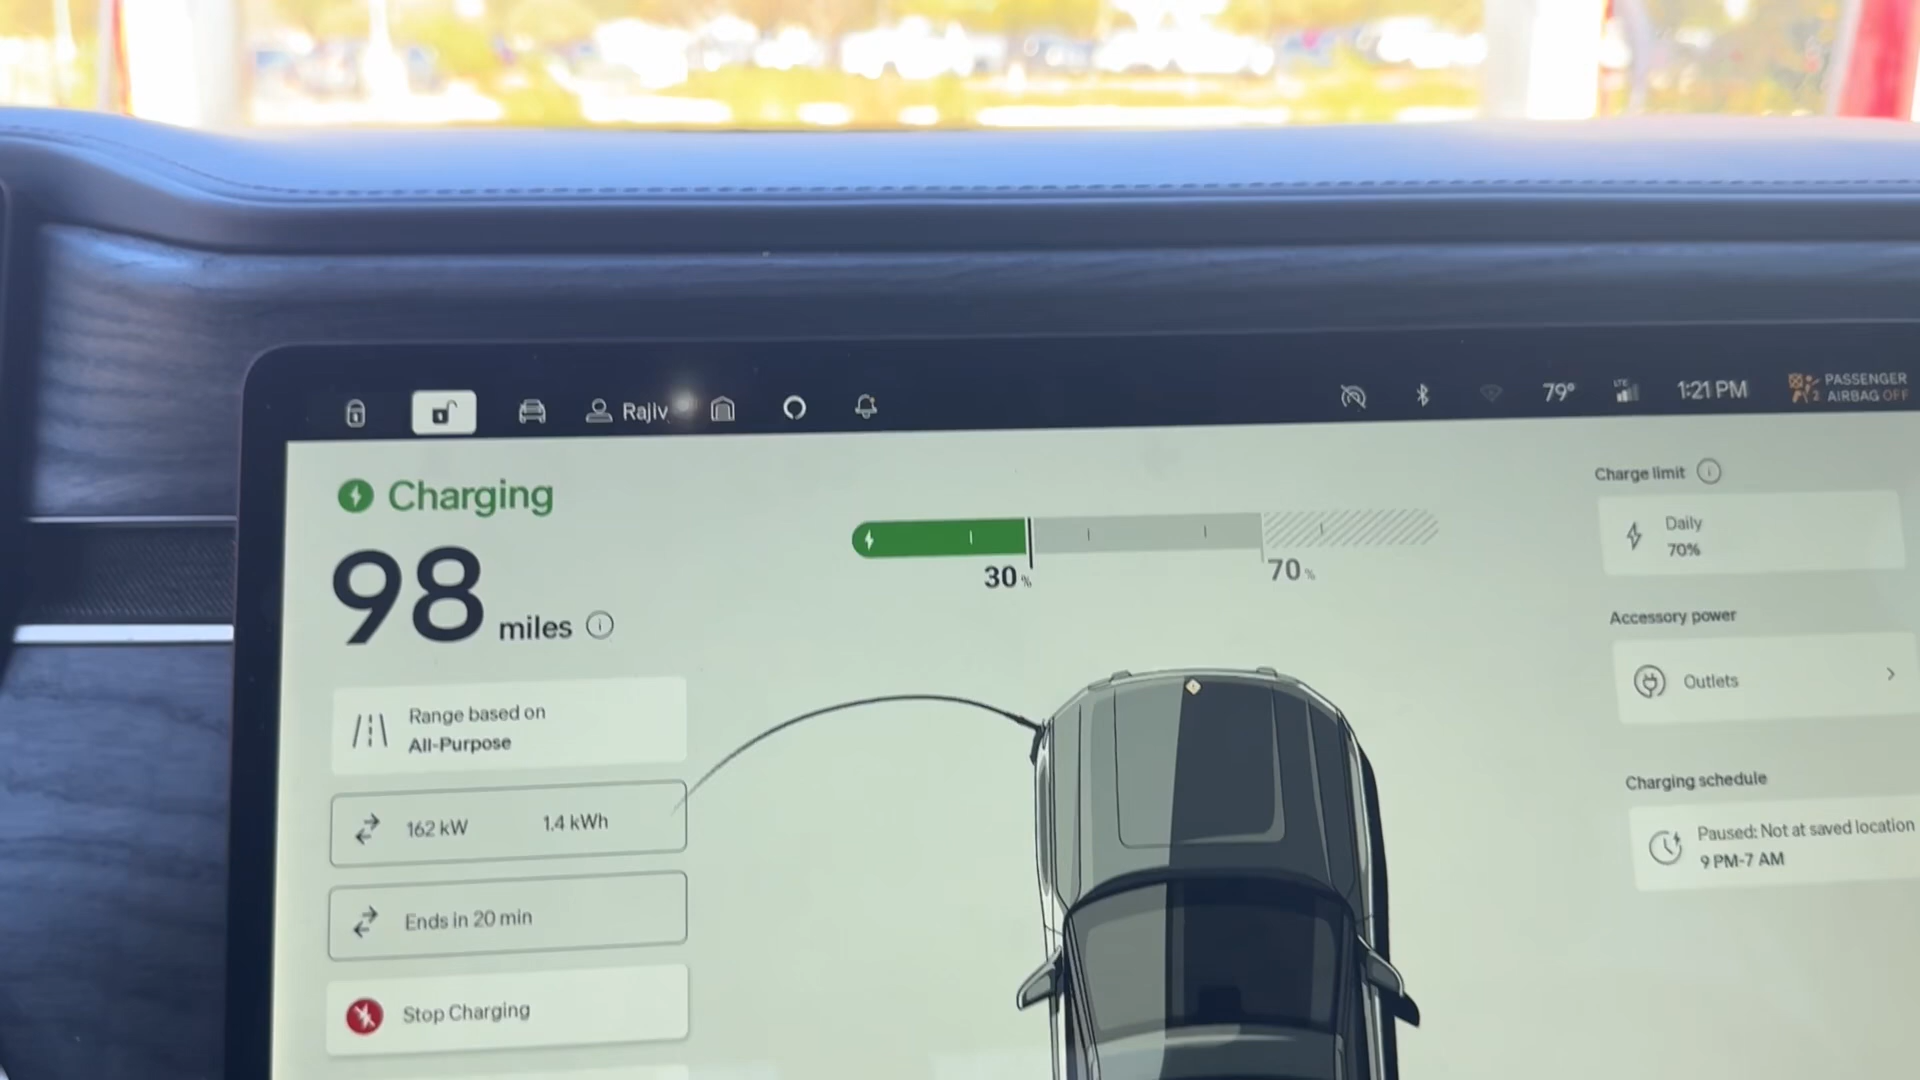 Rajiv
79°
LTE
1:21 PM
PASSENGER
AIRBAG OFF
2
Charging
98 miles
30%
70%
Charge limit
Daily
70%
Accessory power
Outlets
Range based on
All-Purpose
162 kW 1.4 kWh
Ends in 20 min
Stop Charging
Charging schedule
Paused: Not at saved location
9 PM-7 AM